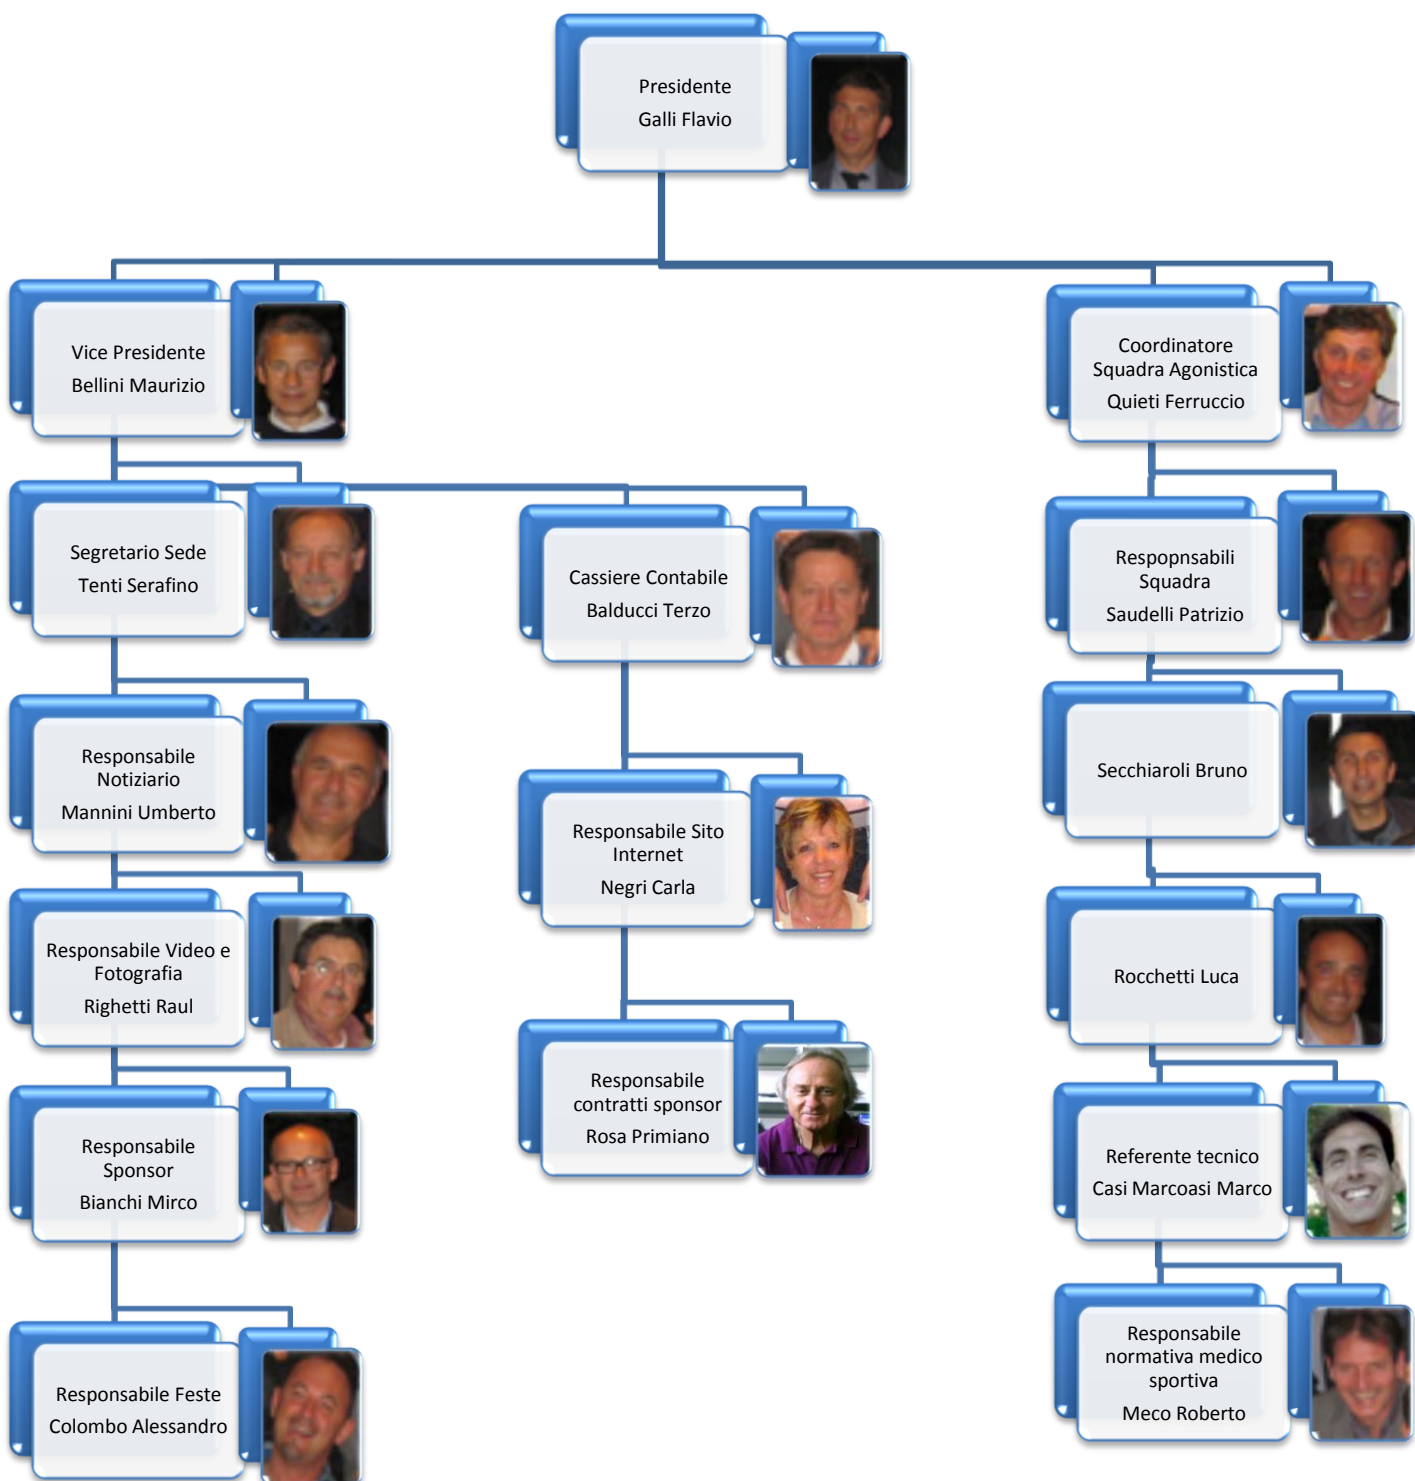 Presidente
Galli Flavio
Vice Presidente
Bellini Maurizio
Coordinatore
Squadra Agonistica
Quieti Ferruccio
Segretario Sede
Tenti Serafino
Cassiere Contabile
Balducci Terzo
Respopnsabili
Squadra
Saudelli Patrizio
Responsabile
Notiziario
Mannini Umberto
Responsabile Sito
Internet
Negri Carla
Secchiaroli Bruno
Responsabile Video e
Fotografia
Righetti Raul
Rocchetti Luca
Responsabile
contratti sponsor
Rosa Primiano
Responsabile
Sponsor
Bianchi Mirco
Referente tecnico
Casi Marcoasi Marco
Responsabile Feste
Colombo Alessandro
Responsabile
normativa medico
sportiva
Meco Roberto